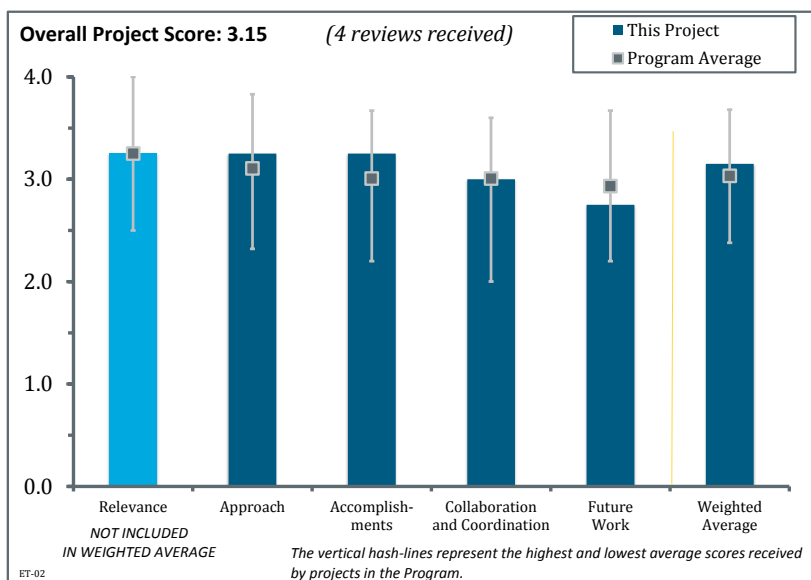 Overall Project Score: 3.15 (4 reviews received)
This Project
Program Average
4.0
3.0
2.0
1.0
0.0
Relevance
Approach
Accomplish-
ments
Collaboration
and Coordination
Future
Work
Weighted
Average
NOT INCLUDED
IN WEIGHTED AVERAGE
The vertical hash-lines represent the highest and lowest average scores received
by projects in the Program.
ET-02